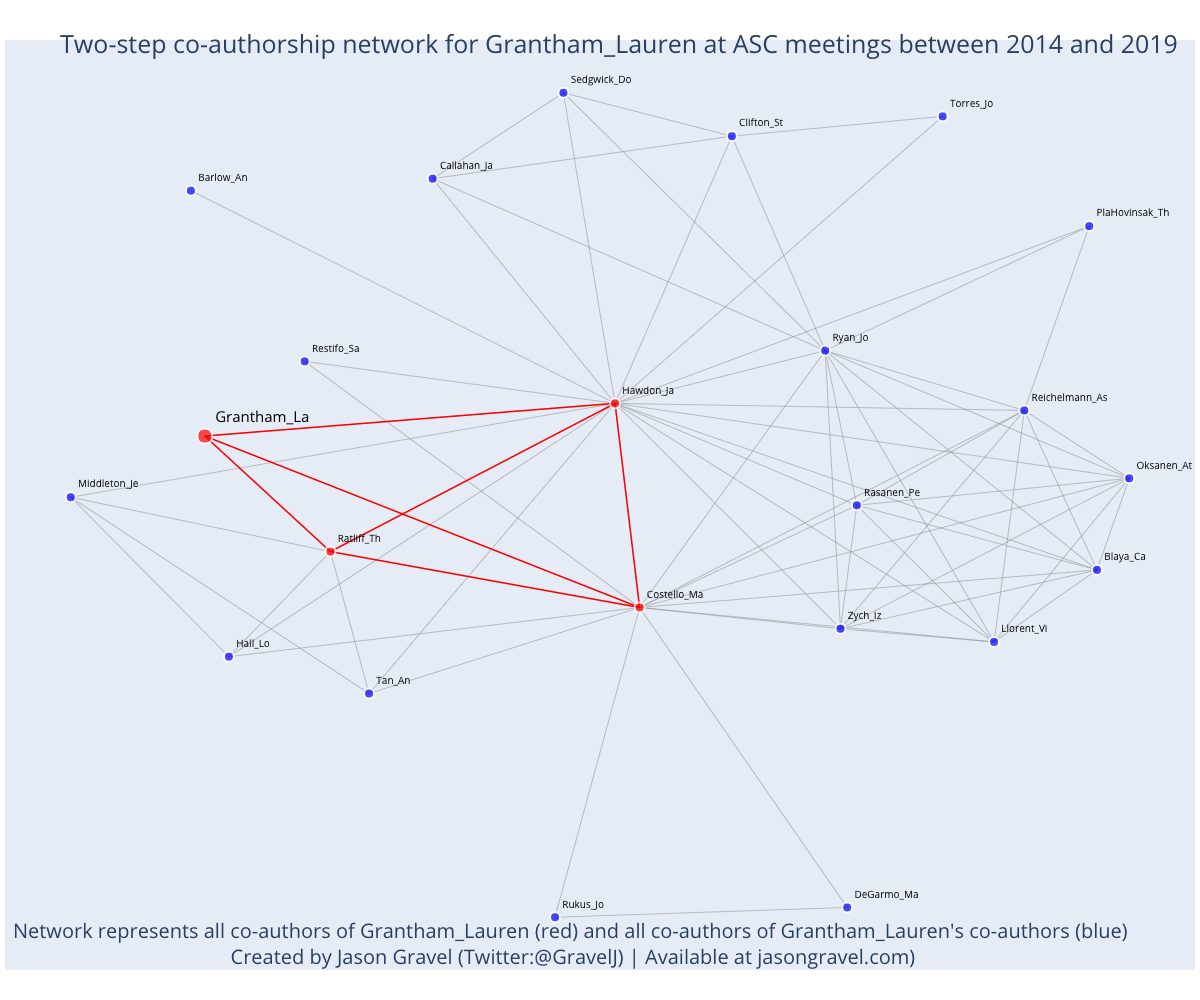 Two-step co-authorship network for Grantham_Lauren at ASC meetings between 2014 and 2019
Sedgwick_Do
Torres_Jo
Clifton_St
Callahan_Ja
Barlow_An
PlaHovinsak_Th
Ryan_Jo
Restifo_Sa
Hawdon_Ja
Reichelmann_As
Grantham_La
Oksanen_At
Middleton_Je
Rasanen_Pe
Ratliff_Th
Blaya_Ca
Costello_Ma
Zych_Iz
Llorent_Vi
Hall_Lo
Tan_An
DeGarmo_Ma
Rukus_Jo
Network represents all co-authors of Grantham_Lauren (red) and all co-authors of Grantham_Lauren's co-authors (blue)
Created by Jason Gravel (Twitter:@GravelJ) | Available at jasongravel.com)